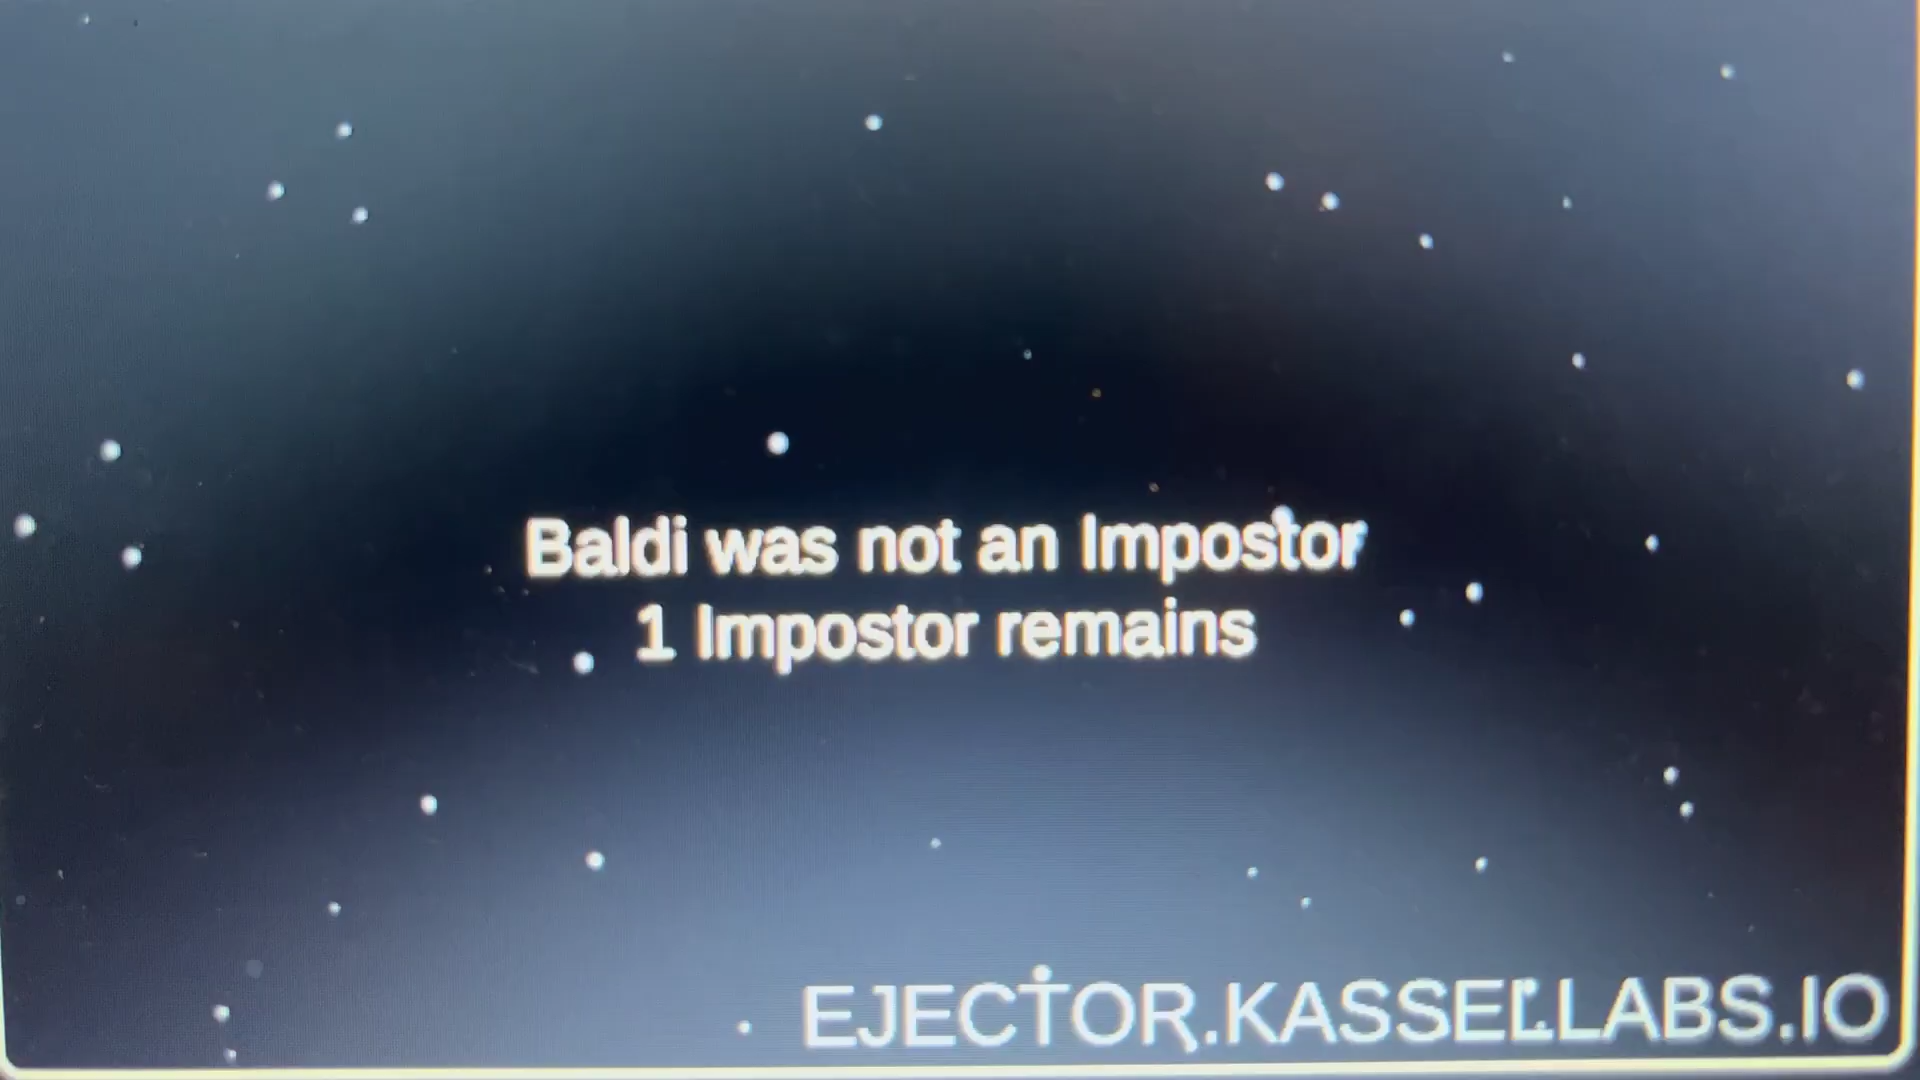 Baldi was not an Impostor
1 Impostor remains
EJECTOR.KASSELLABS.IO